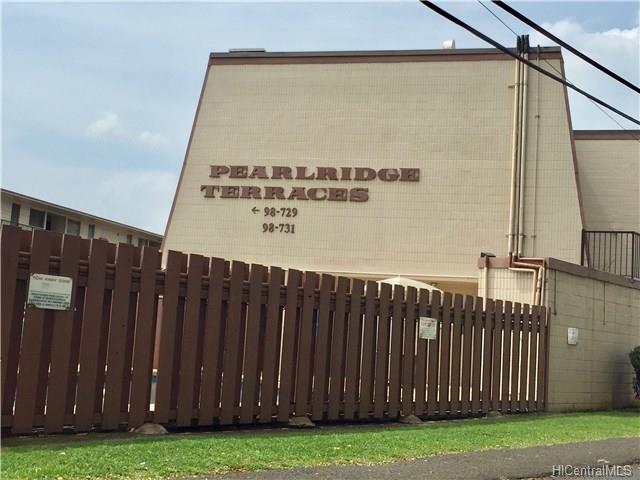 PEARLRIDGE
TERRACES
← 98-729
98-731
HiCentralMLS